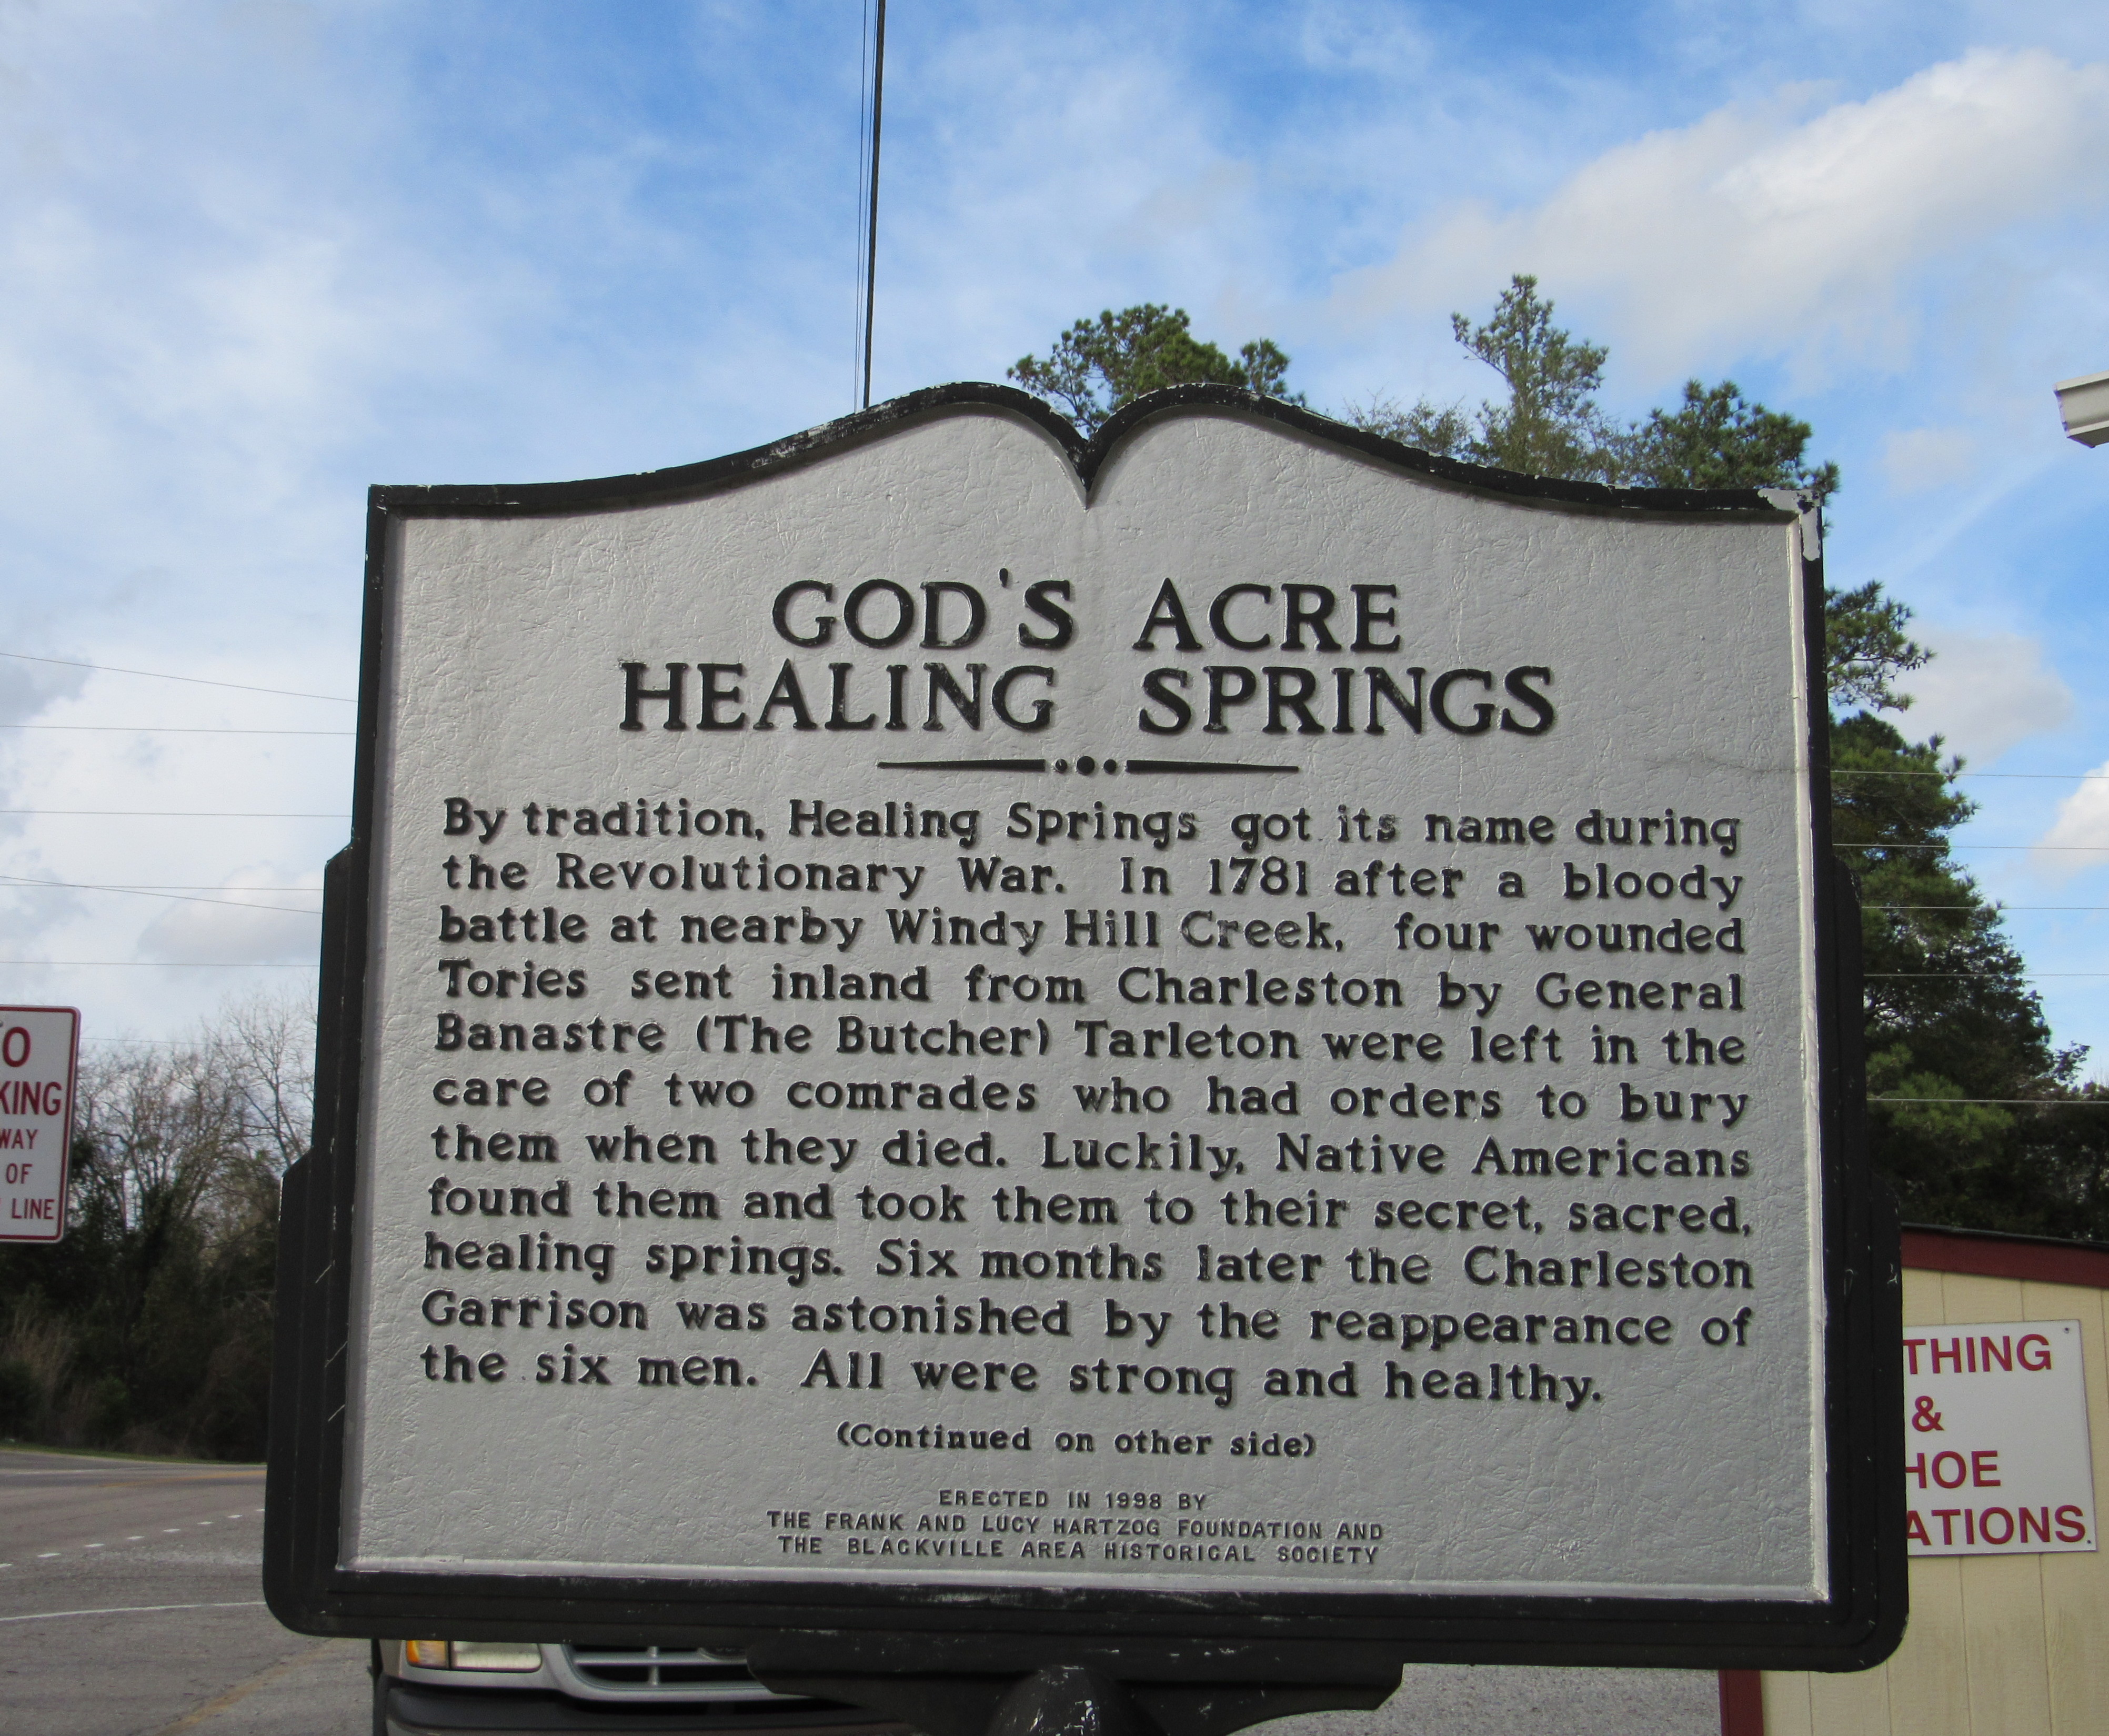 GOD'S ACRE
HEALING SPRINGS
By tradition, Healing Springs got its name during
the Revolutionary War. In 1781 after a bloody
battle at nearby Windy Hill Creek, four wounded
Tories sent inland from Charleston by General
Banastre (The Butcher) Tarleton were left in the
care of two comrades who had orders to bury
them when they died. Luckily, Native Americans
found them and took them to their secret, sacred,
healing springs. Six months later the Charleston
Garrison was astonished by the reappearance of
the six men. All were strong and healthy.
(Continued on other side)
ERECTED IN 1998 BY
THE FRANK AND LUCY HARTZOG FOUNDATION AND
THE BLACKVILLE AREA HISTORICAL SOCIETY
O
KING
WAY
OF
LINE
THING
&
HOE
ATIONS.